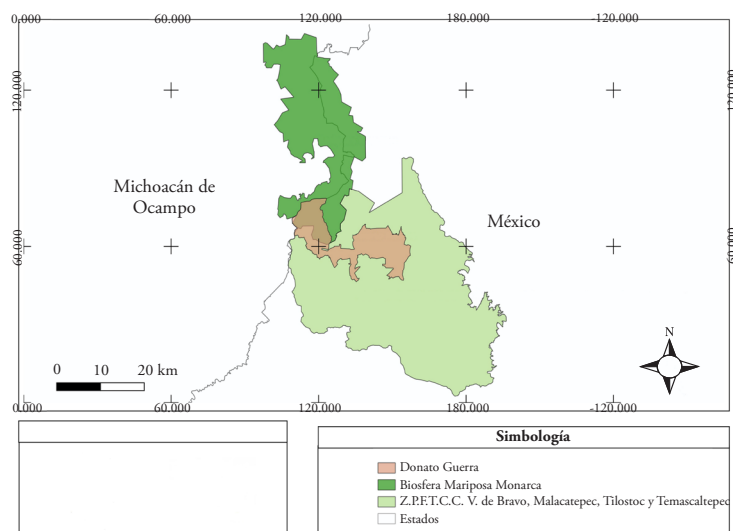 0.000 60.000 120.000 180.000 -120.000
120.000 120.000
Michoacán de
Ocampo
México
60.000 60.000
N
0 10 20 km
0.000 60.000 120.000 180.000 -120.000
Simbología
Donato Guerra
Biosfera Mariposa Monarca
Z.P.F.T.C.C. V. de Bravo, Malacatepec, Tilostoc y Temascaltepec
Estados